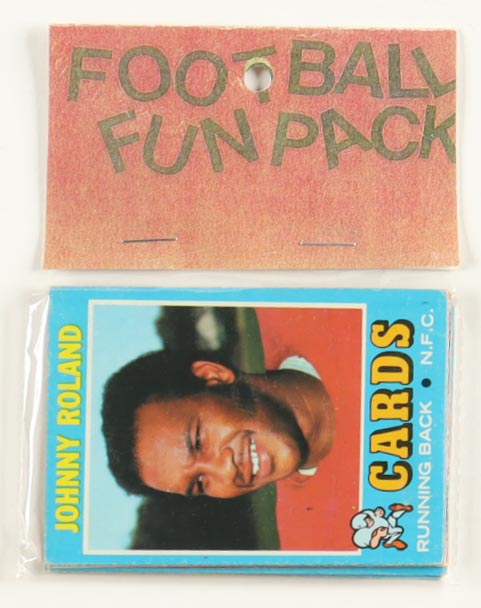 FOOTBALL
FUN PACK
JOHNNY ROLAND
CARDS
RUNNING BACK • N.F.C.